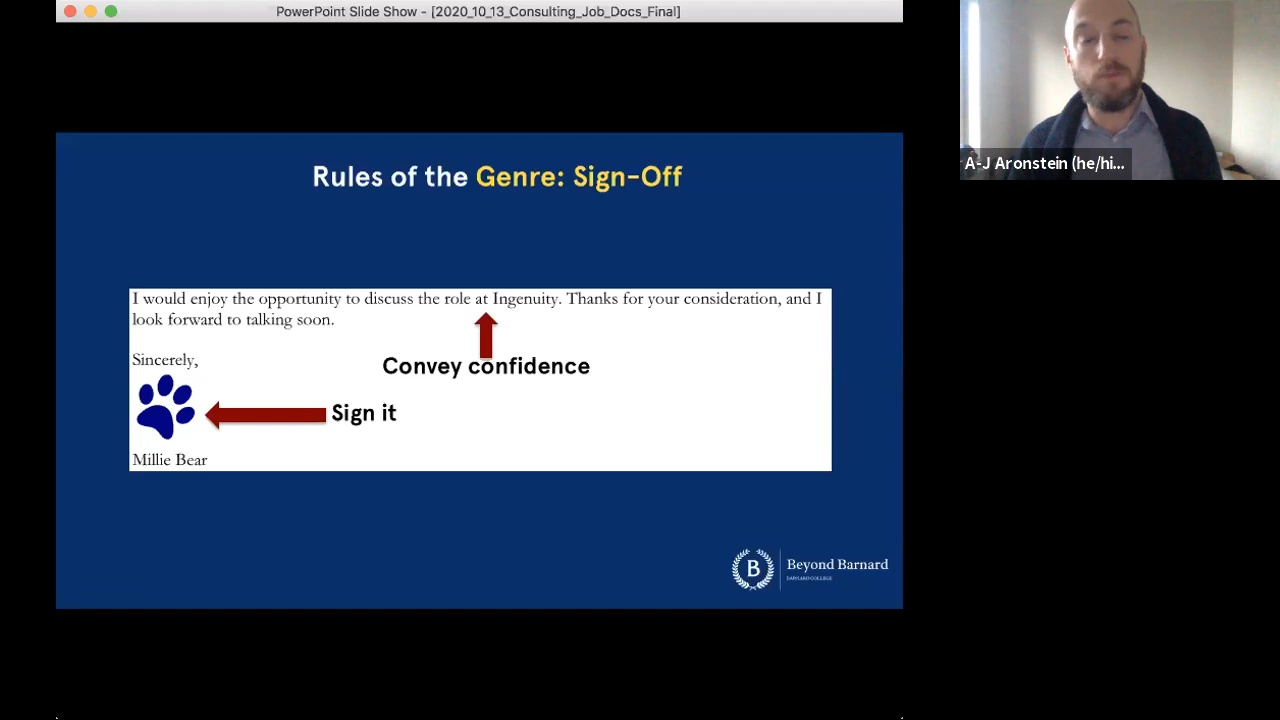 PowerPoint Slide Show - [2020_10_13_Consulting_Job_Docs_Final]
A-J Aronstein (he/hi...
Rules of the Genre: Sign-Off
I would enjoy the opportunity to discuss the role at Ingenuity. Thanks for your consideration, and I
look forward to talking soon.
Convey confidence
Sincerely,
Sign it
Millie Bear
B
Beyond Barnard
BARNARD COLLEGE